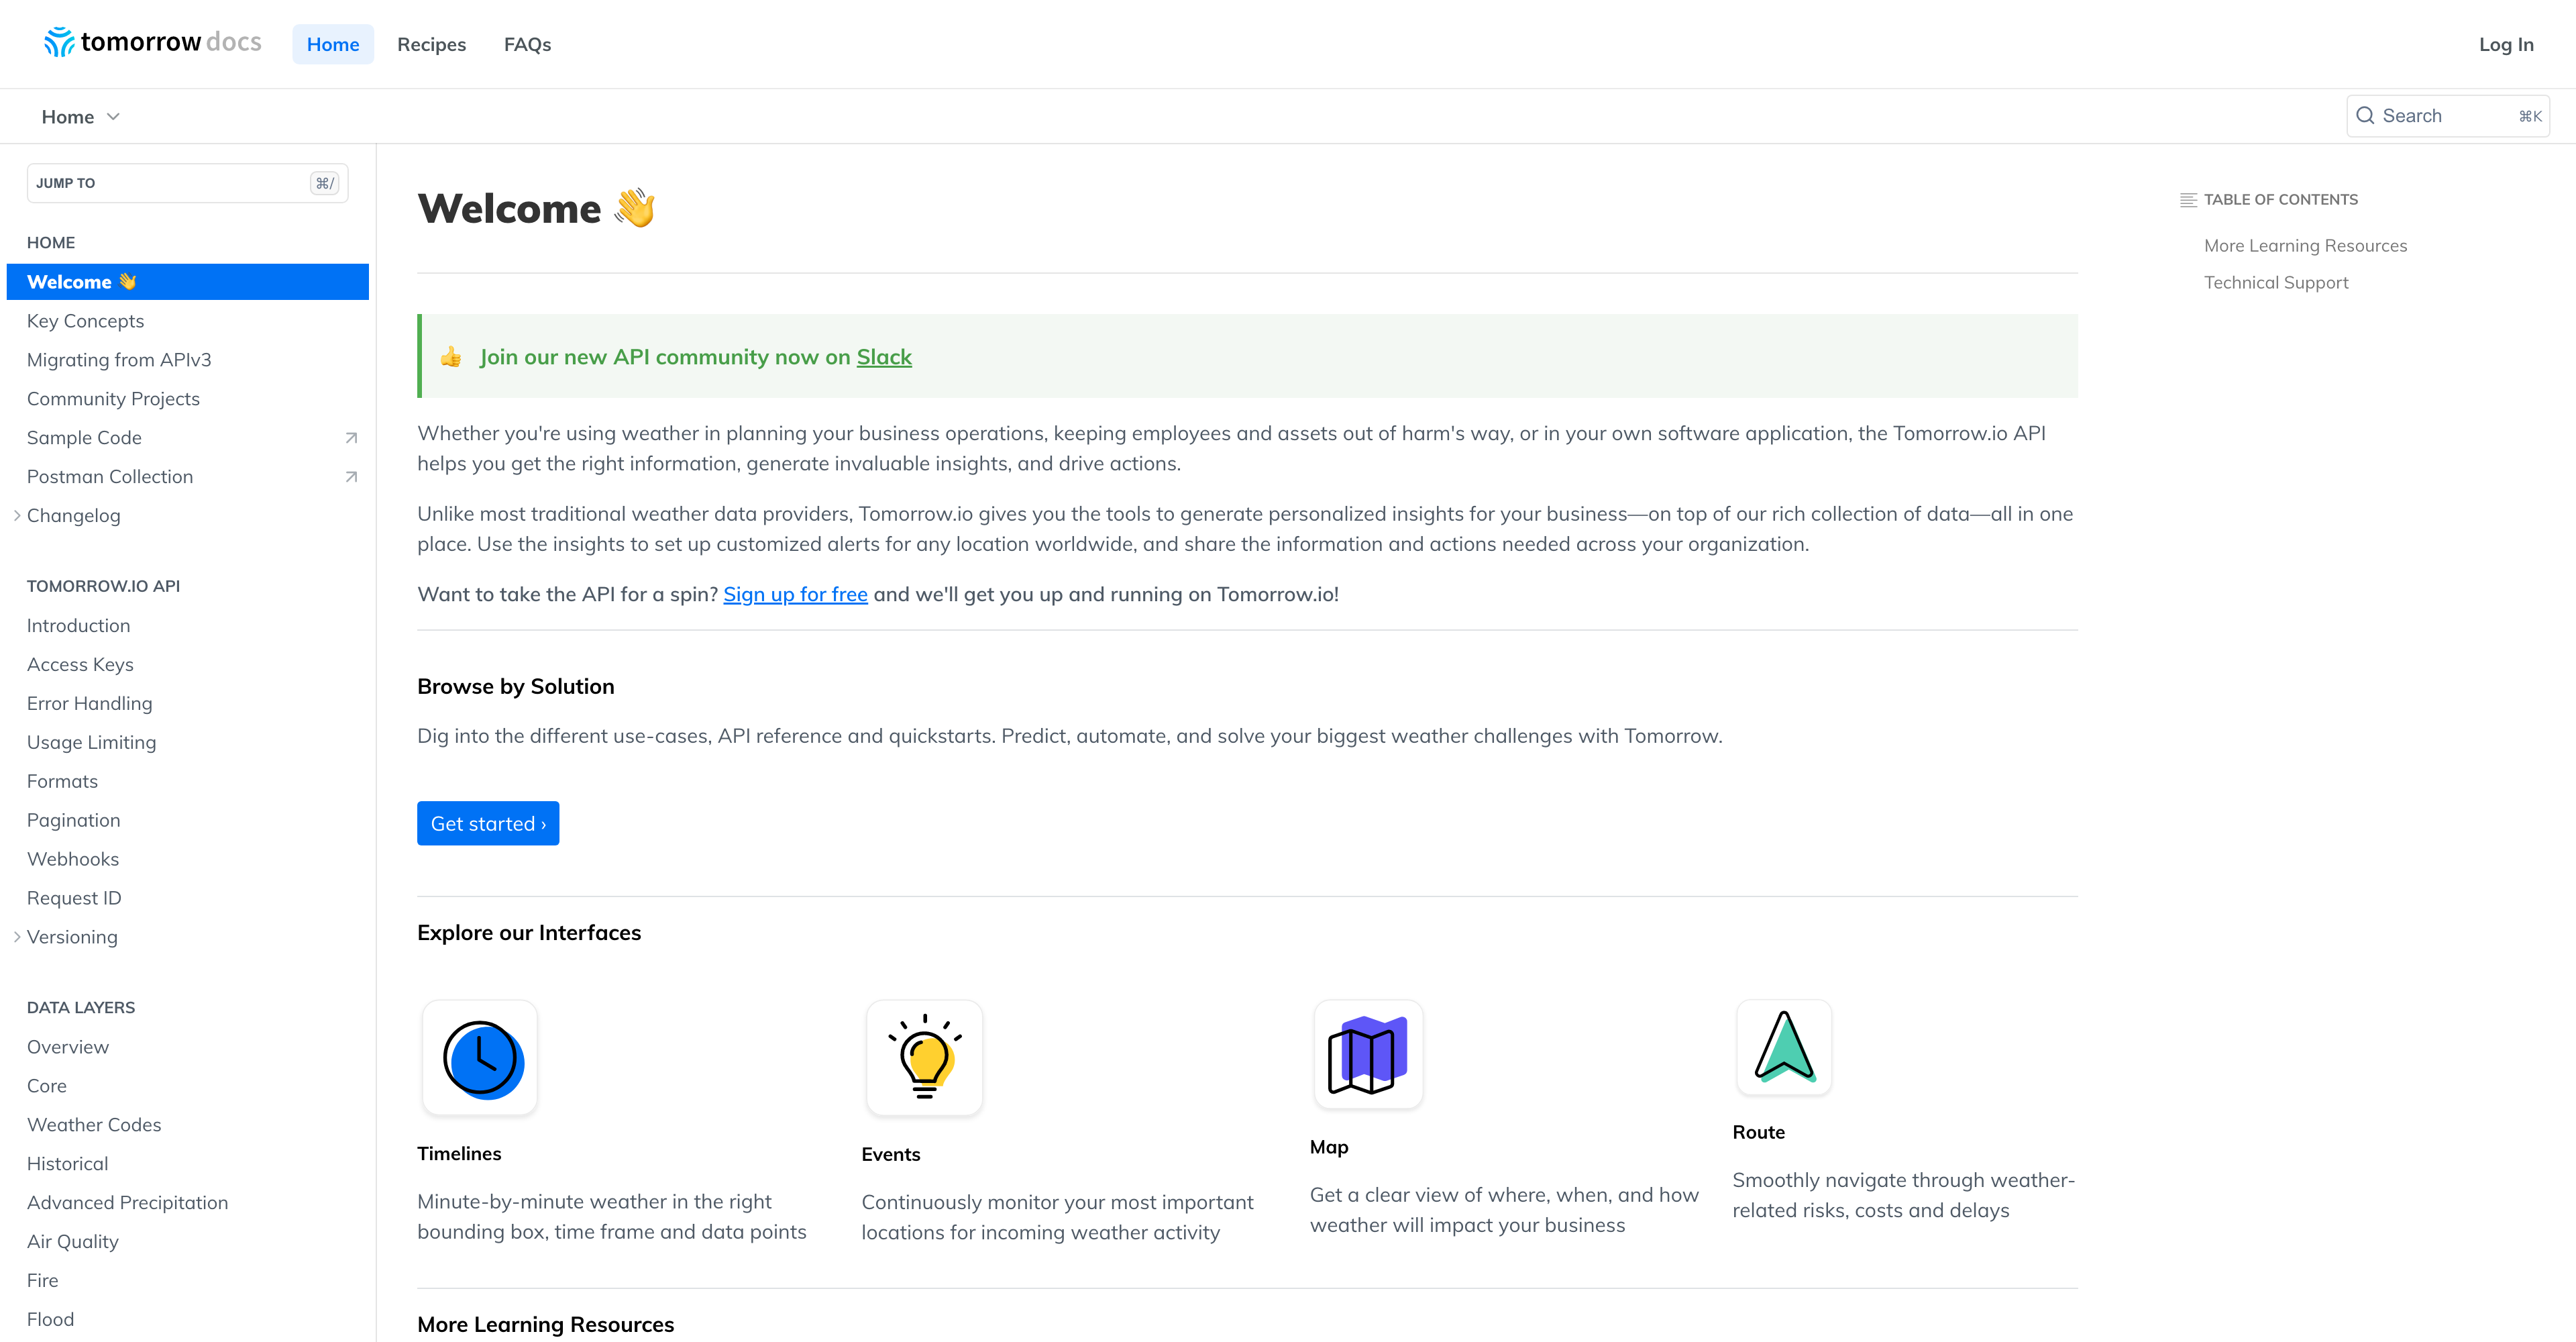 tomorrow docs
Home
Recipes
FAQs
Log In
Home
Search
⌘K
JUMP TO
⌘/
HOME
Welcome 👋
Key Concepts
Migrating from APIv3
Community Projects
Sample Code
Postman Collection
Changelog
TOMORROW.IO API
Introduction
Access Keys
Error Handling
Usage Limiting
Formats
Pagination
Webhooks
Request ID
Versioning
DATA LAYERS
Overview
Core
Weather Codes
Historical
Advanced Precipitation
Air Quality
Fire
Flood
Welcome 👋
👍 Join our new API community now on Slack
Whether you're using weather in planning your business operations, keeping employees and assets out of harm's way, or in your own software application, the Tomorrow.io API
helps you get the right information, generate invaluable insights, and drive actions.
Unlike most traditional weather data providers, Tomorrow.io gives you the tools to generate personalized insights for your business—on top of our rich collection of data—all in one
place. Use the insights to set up customized alerts for any location worldwide, and share the information and actions needed across your organization.
Want to take the API for a spin? Sign up for free and we'll get you up and running on Tomorrow.io!
Browse by Solution
Dig into the different use-cases, API reference and quickstarts. Predict, automate, and solve your biggest weather challenges with Tomorrow.
Get started ›
Explore our Interfaces
Timelines
Minute-by-minute weather in the right
bounding box, time frame and data points
Events
Continuously monitor your most important
locations for incoming weather activity
Map
Get a clear view of where, when, and how
weather will impact your business
Route
Smoothly navigate through weather-
related risks, costs and delays
More Learning Resources
TABLE OF CONTENTS
More Learning Resources
Technical Support